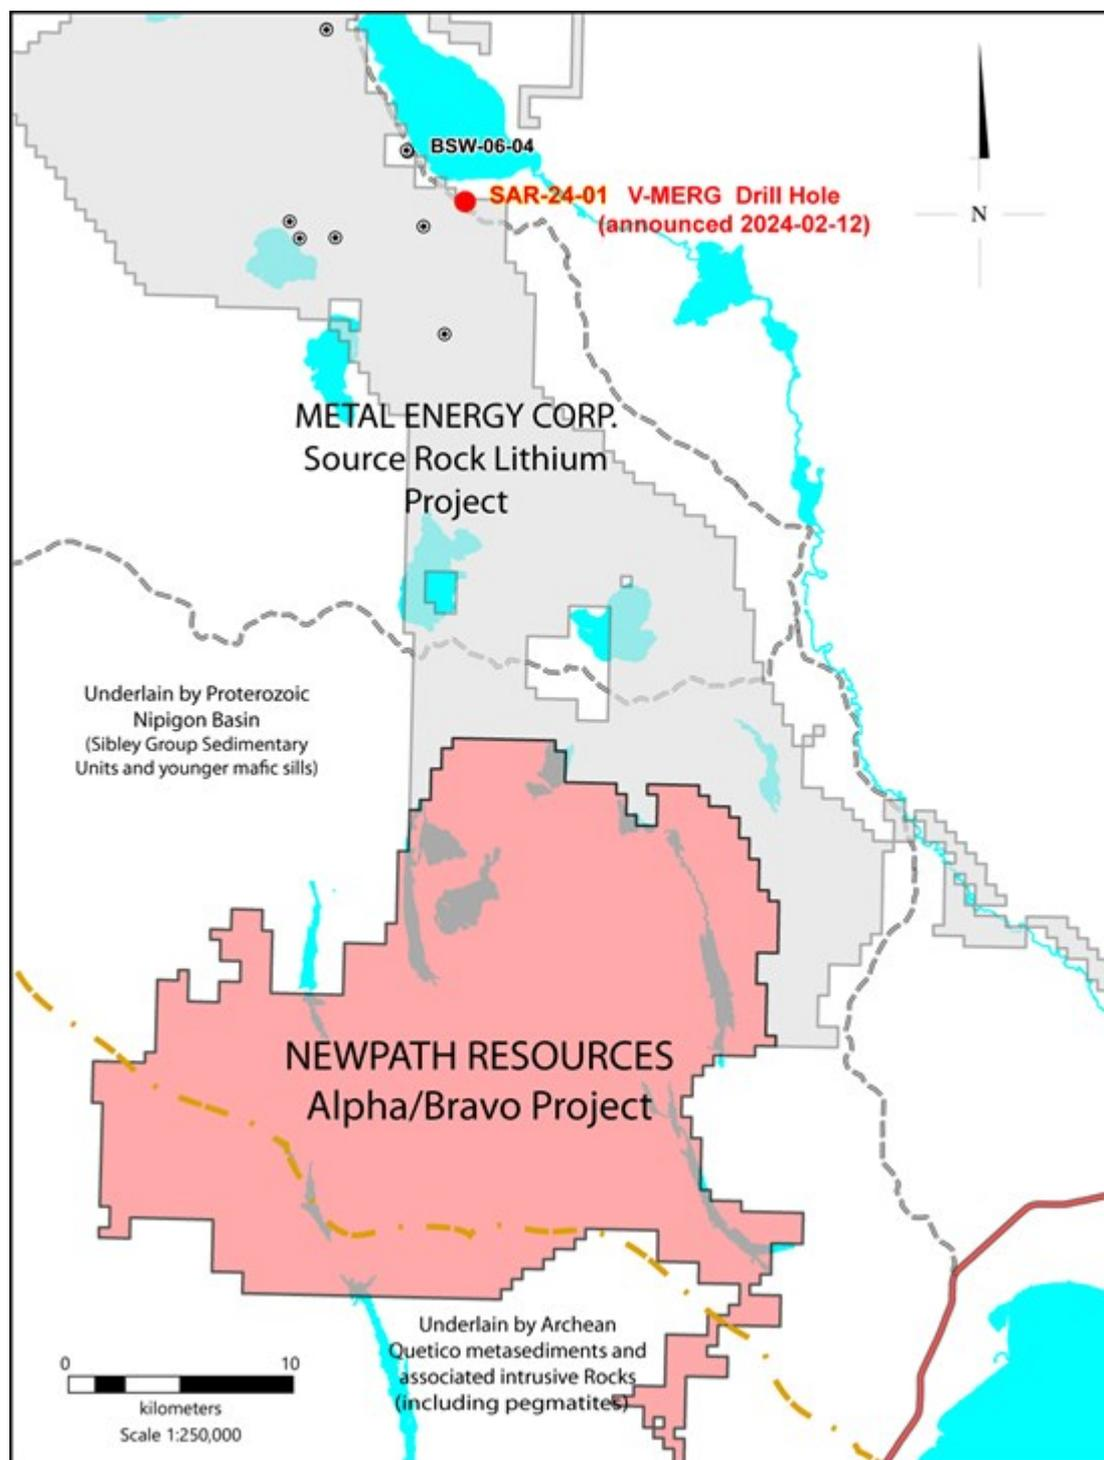 BSW-06-04
SAR-24-01 V-MERG Drill Hole
(announced 2024-02-12)
N
METAL ENERGY CORP.
Source Rock Lithium
Project
Underlain by Proterozoic
Nipigon Basin
(Sibley Group Sedimentary
Units and younger mafic sills)
NEWPATH RESOURCES
Alpha/Bravo Project
Underlain by Archean
Quetico metasediments and
associated intrusive Rocks
(including pegmatites)
0 10
kilometers
Scale 1:250,000